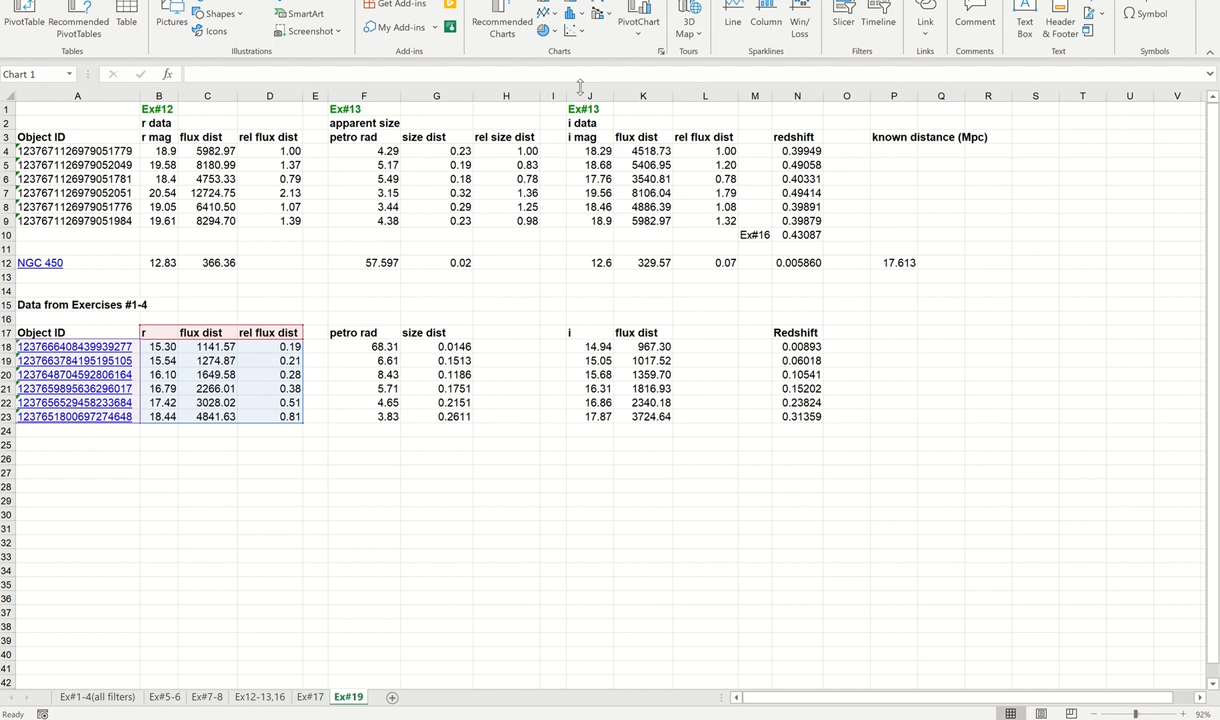 PivotTable Recommended PivotTables Table Pictures Shapes Icons SmartArt Screenshot Get Add-ins My Add-ins Recommended Charts PivotChart 3D Map Line Column Win/Loss Slicer Timeline Link Comment Text Box Header & Footer Symbol
Tables Illustrations Add-ins Charts Tours Sparklines Filters Links Comments Text Symbols
Chart 1 fx
A B C D E F G H I J K L M N O P Q R S T U V
1 Ex#12 Ex#13 Ex#13
2 r data apparent size i data
3 Object ID r mag flux dist rel flux dist petro rad size dist rel size dist i mag flux dist rel flux dist redshift known distance (Mpc)
4 1237671126979051779 18.9 5982.97 1.00 4.29 0.23 1.00 18.29 4518.73 1.00 0.39949
5 1237671126979052049 19.58 8180.99 1.37 5.17 0.19 0.83 18.68 5406.95 1.20 0.49058
6 1237671126979051781 18.4 4753.33 0.79 5.49 0.18 0.78 17.76 3540.81 0.78 0.40331
7 1237671126979052051 20.54 12724.75 2.13 3.15 0.32 1.36 19.56 8106.04 1.79 0.49414
8 1237671126979051776 19.05 6410.50 1.07 3.44 0.29 1.25 18.46 4886.39 1.08 0.39891
9 1237671126979051984 19.61 8294.70 1.39 4.38 0.23 0.98 18.9 5982.97 1.32 0.39879
10 Ex#16 0.43087
11
12 NGC 450 12.83 366.36 57.597 0.02 12.6 329.57 0.07 0.005860 17.613
13
14
15 Data from Exercises #1-4
16
17 Object ID r flux dist rel flux dist petro rad size dist i flux dist Redshift
18 1237666408439939277 15.30 1141.57 0.19 68.31 0.0146 14.94 967.30 0.00893
19 1237663784195195105 15.54 1274.87 0.21 6.61 0.1513 15.05 1017.52 0.06018
20 1237648704592806164 16.10 1649.58 0.28 8.43 0.1186 15.68 1359.70 0.10541
21 1237659895636296017 16.79 2266.01 0.38 5.71 0.1751 16.31 1816.93 0.15202
22 1237656529458233684 17.42 3028.02 0.51 4.65 0.2151 16.86 2340.18 0.23824
23 1237651800697274648 18.44 4841.63 0.81 3.83 0.2611 17.87 3724.64 0.31359
24
25
26
27
28
29
30
31
32
33
34
35
36
37
38
39
40
41
42
Ex#1-4(all filters) Ex#5-6 Ex#7-8 Ex12-13,16 Ex#17 Ex#19
Ready 92%